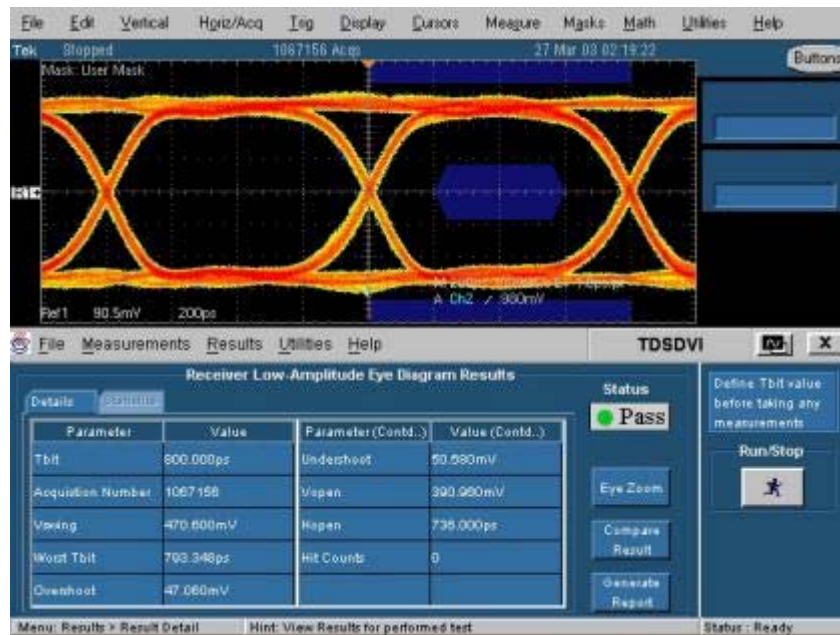 File Edit Vertical Horiz/Acq Trig Display Cursors Measure Masks Math Utilities Help
Tek Stopped 1067156 Acqs 27 Mar 03 02:19:22
Buttons
Mask: User Mask
Ref1 90.5mV 200ps
A Ch2 / 980mV
File Measurements Results Utilities Help TDSDVI X
Receiver Low-Amplitude Eye Diagram Results
Details Statistics
Parameter Value Parameter(Contd..) Value (Contd..)
Tbit 800.000ps Undershoot 50.580mV
Acquistion Number 1067156 Vopen 390.960mV
Vswing 470.600mV Hopen 736.000ps
Worst Tbit 793.348ps Hit Counts 0
Overshoot 47.060mV
Status
Pass
Eye Zoom
Compare Result
Generate Report
Define Tbit value before taking any measurements
Run/Stop
Menu: Results > Result Detail Hint: View Results for performed test Status : Ready